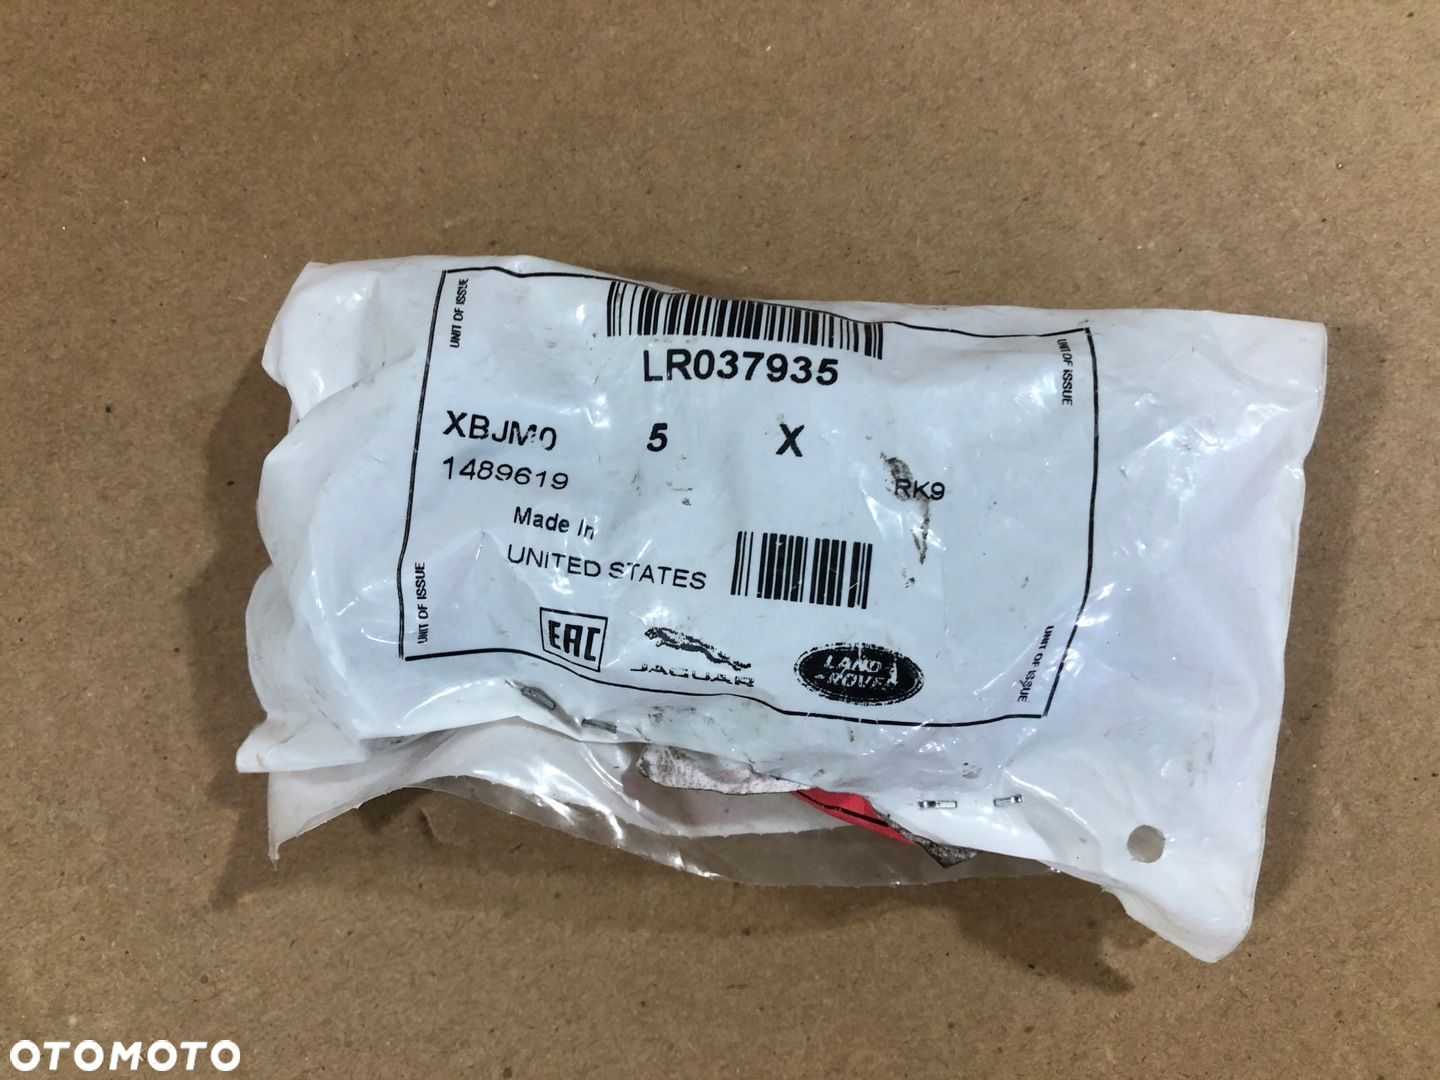 UNIT OF ISSUE
UNIT OF ISSUE
LR037935
XBJM0 5 X
1489619
RK9
Made In
UNITED STATES
UNIT OF ISSUE
UNIT OF ISSUE
EAC
JAGUAR
LAND
ROVER
OTOMOTO